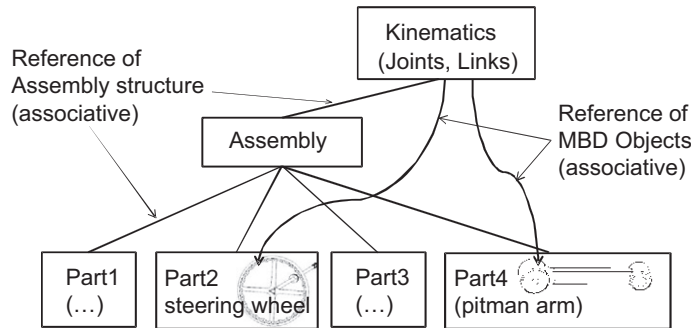 Kinematics
(Joints, Links)
Reference of
Assembly structure
(associative)
Assembly
Reference of
MBD Objects
(associative)
Part1
(...)
Part2
steering wheel
Part3
(...)
Part4
(pitman arm)